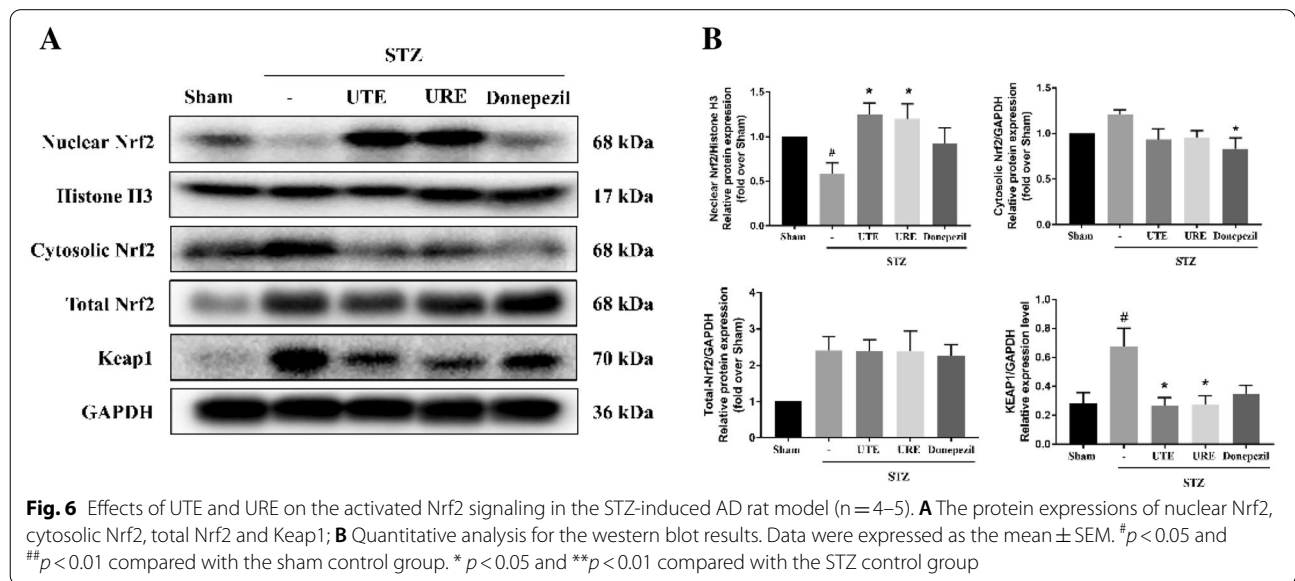 A
STZ
Sham - UTE URE Donepezil
Nuclear Nrf2 68 kDa
Histone H3 17 kDa
Cytosolic Nrf2 68 kDa
Total Nrf2 68 kDa
Keap1 70 kDa
GAPDH 36 kDa
B
Neclear Nrf2/Histone H3
Relative protein expression
(fold over Sham)
1.5
1.0
0.5
0.0
# * *
Sham - UTE URE Donepezil
STZ
Cytosolic Nrf2/GAPDH
Relative protein expression
(fold over Sham)
1.5
1.0
0.5
0.0
*
Sham - UTE URE Donepezil
STZ
Total-Nrf2/GAPDH
Relative protein expression
(fold over Sham)
4
3
2
1
0
Sham - UTE URE Donepezil
STZ
KEAP1/GAPDH
Relative expression level
1.0
0.8
0.6
0.4
0.2
0.0
# * *
Sham - UTE URE Donepezil
STZ
Fig. 6 Effects of UTE and URE on the activated Nrf2 signaling in the STZ-induced AD rat model (n = 4–5). A The protein expressions of nuclear Nrf2,
cytosolic Nrf2, total Nrf2 and Keap1; B Quantitative analysis for the western blot results. Data were expressed as the mean ± SEM. #p < 0.05 and
##p < 0.01 compared with the sham control group. * p < 0.05 and **p < 0.01 compared with the STZ control group